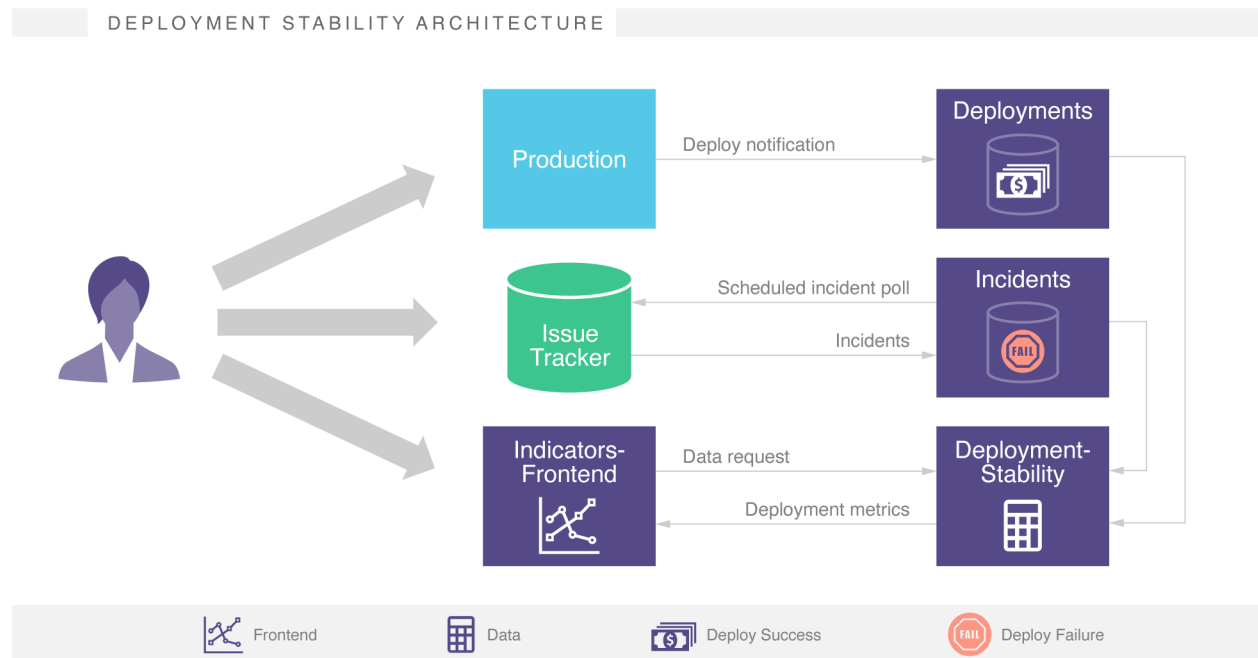 DEPLOYMENT STABILITY ARCHITECTURE
Production
Deploy notification
Deployments
$
Issue
Tracker
Scheduled incident poll
Incidents
Incidents
FAIL
Indicators-
Frontend
Data request
Deployment metrics
Deployment-
Stability
Frontend
Data
$
Deploy Success
FAIL
Deploy Failure